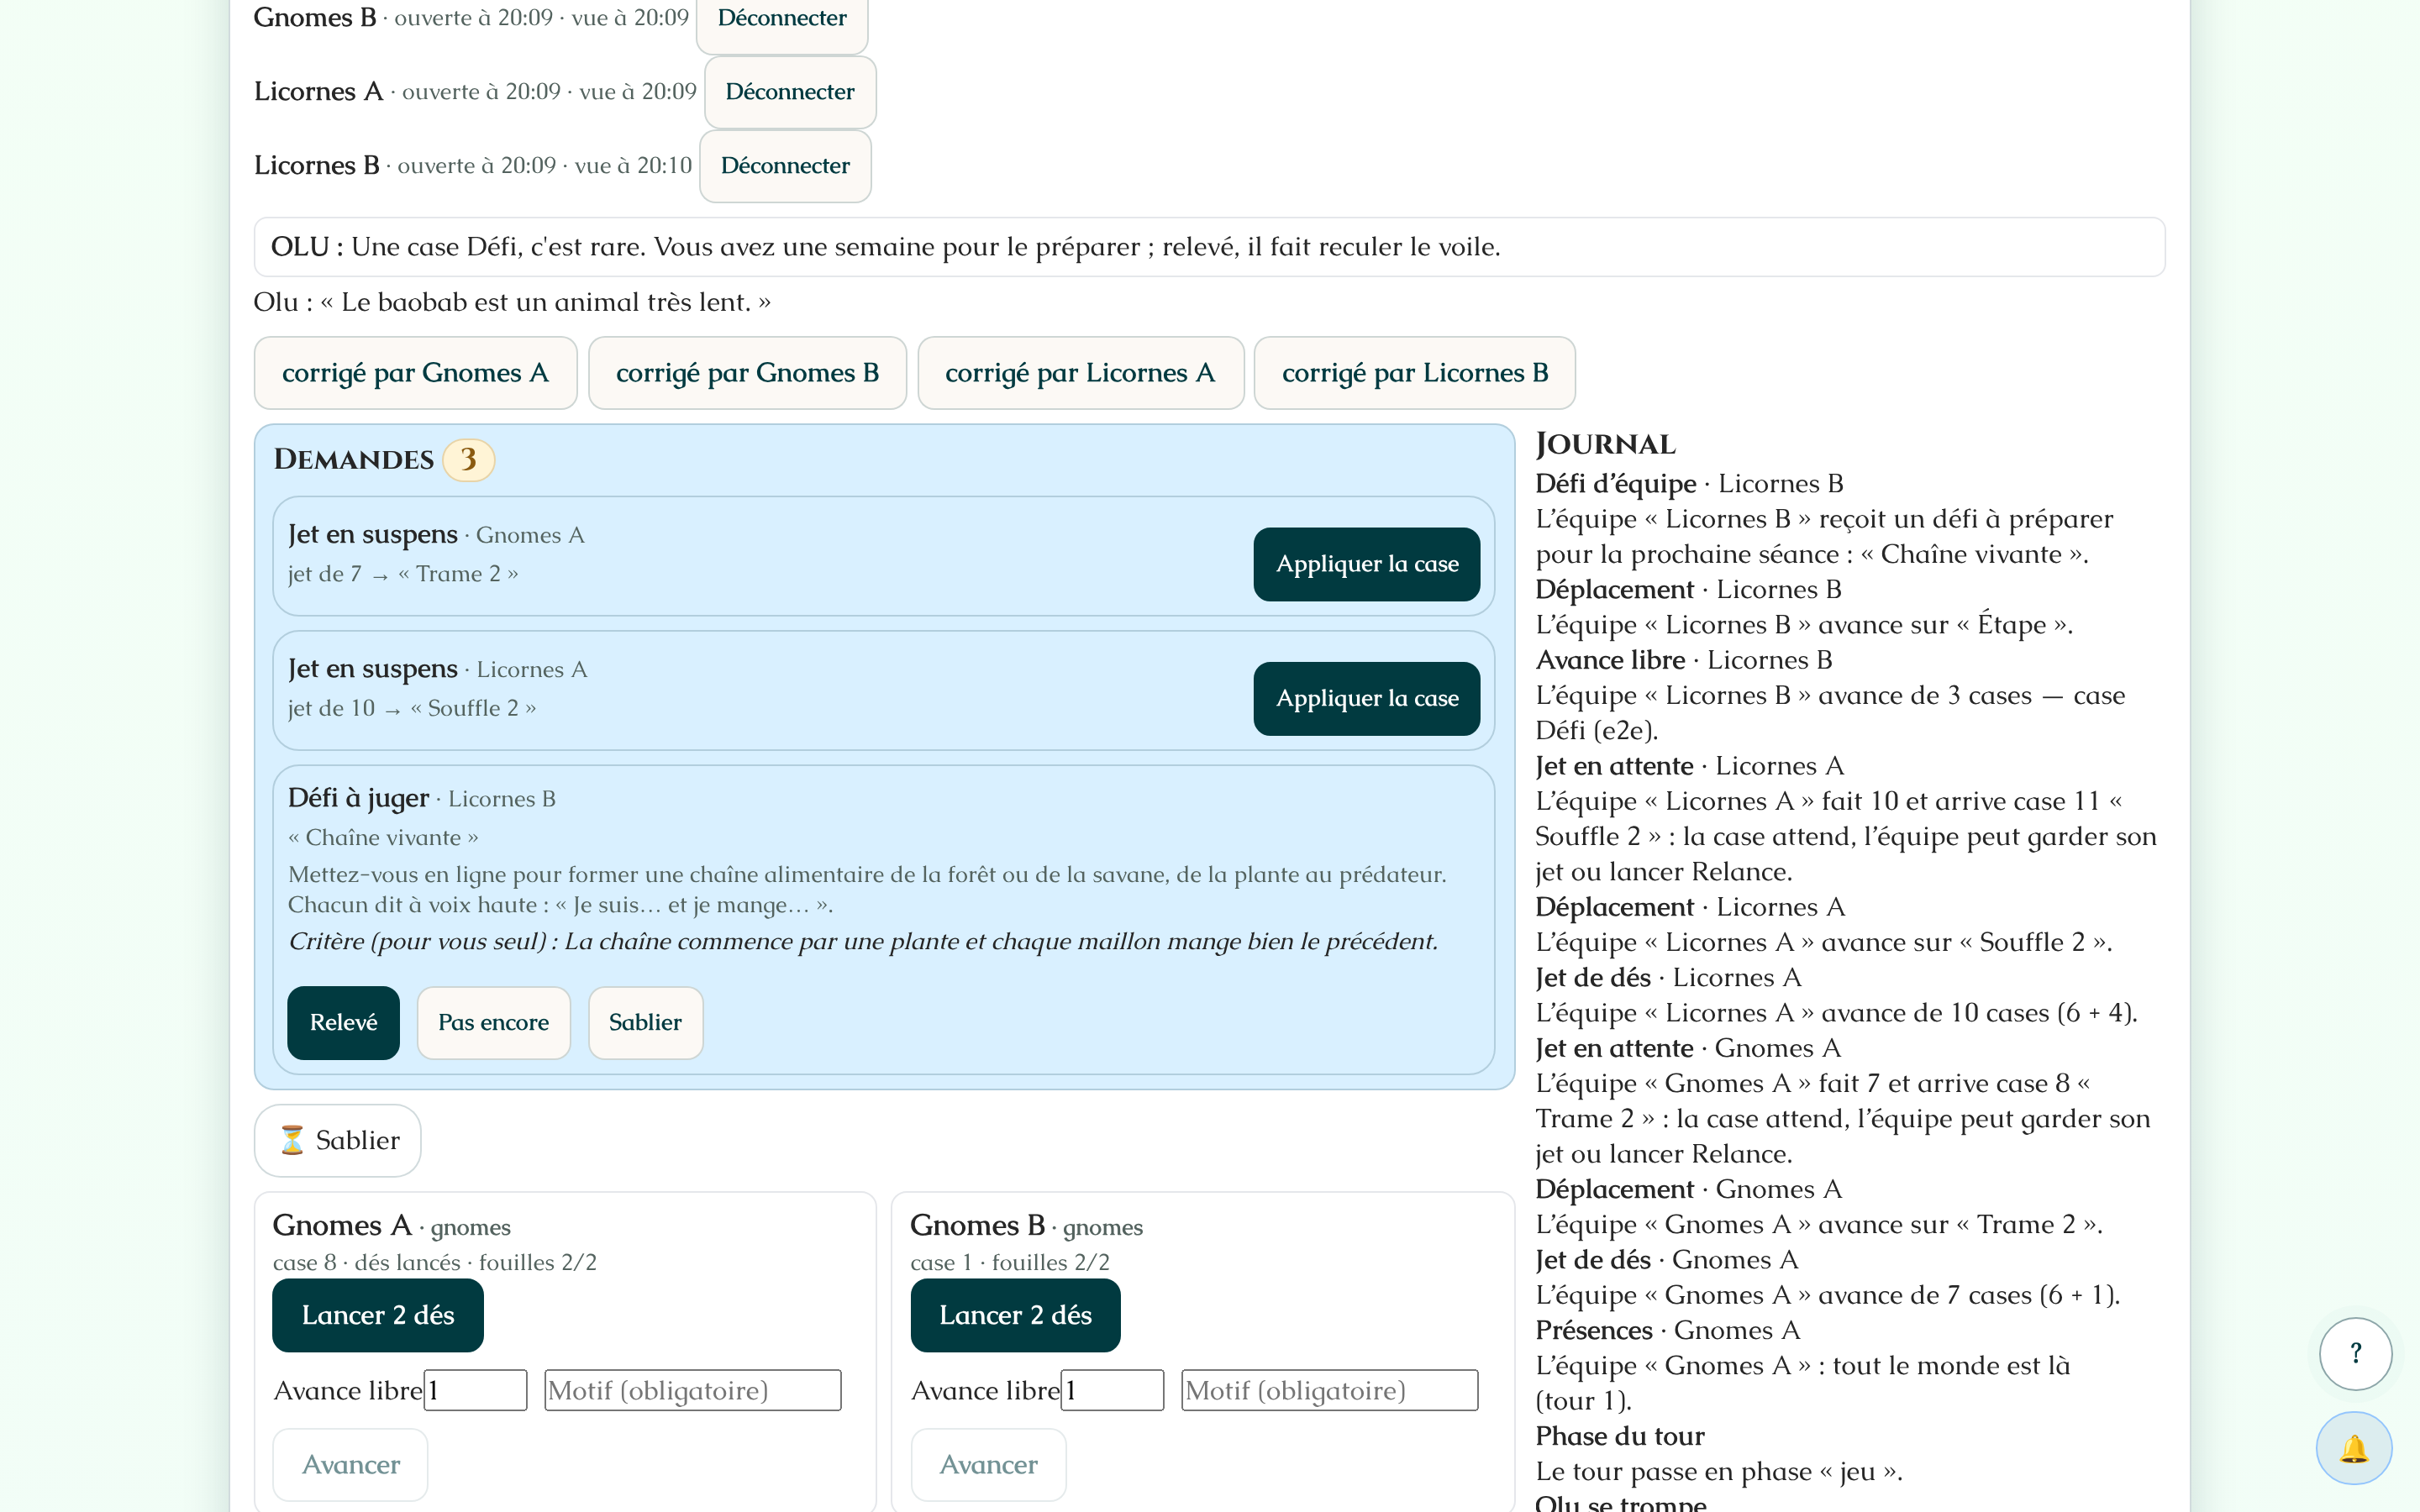 Gnomes B · ouverte à 20:09 · vue à 20:09 Déconnecter
Licornes A · ouverte à 20:09 · vue à 20:09 Déconnecter
Licornes B · ouverte à 20:09 · vue à 20:10 Déconnecter
OLU : Une case Défi, c'est rare. Vous avez une semaine pour le préparer ; relevé, il fait reculer le voile.
Olu : « Le baobab est un animal très lent. »
corrigé par Gnomes A corrigé par Gnomes B corrigé par Licornes A corrigé par Licornes B
Demandes 3
Jet en suspens · Gnomes A
jet de 7 → « Trame 2 »
Appliquer la case
Jet en suspens · Licornes A
jet de 10 → « Souffle 2 »
Appliquer la case
Défi à juger · Licornes B
« Chaîne vivante »
Mettez-vous en ligne pour former une chaîne alimentaire de la forêt ou de la savane, de la plante au prédateur.
Chacun dit à voix haute : « Je suis… et je mange… ».
Critère (pour vous seul) : La chaîne commence par une plante et chaque maillon mange bien le précédent.
Relevé Pas encore Sablier
⏳ Sablier
Gnomes A · gnomes
case 8 · dés lancés · fouilles 2/2
Lancer 2 dés
Avance libre 1 Motif (obligatoire)
Avancer
Gnomes B · gnomes
case 1 · fouilles 2/2
Lancer 2 dés
Avance libre 1 Motif (obligatoire)
Avancer
Journal
Défi d’équipe · Licornes B
L’équipe « Licornes B » reçoit un défi à préparer
pour la prochaine séance : « Chaîne vivante ».
Déplacement · Licornes B
L’équipe « Licornes B » avance sur « Étape ».
Avance libre · Licornes B
L’équipe « Licornes B » avance de 3 cases — case
Défi (e2e).
Jet en attente · Licornes A
L’équipe « Licornes A » fait 10 et arrive case 11 «
Souffle 2 » : la case attend, l’équipe peut garder son
jet ou lancer Relance.
Déplacement · Licornes A
L’équipe « Licornes A » avance sur « Souffle 2 ».
Jet de dés · Licornes A
L’équipe « Licornes A » avance de 10 cases (6 + 4).
Jet en attente · Gnomes A
L’équipe « Gnomes A » fait 7 et arrive case 8 «
Trame 2 » : la case attend, l’équipe peut garder son
jet ou lancer Relance.
Déplacement · Gnomes A
L’équipe « Gnomes A » avance sur « Trame 2 ».
Jet de dés · Gnomes A
L’équipe « Gnomes A » avance de 7 cases (6 + 1).
Présences · Gnomes A
L’équipe « Gnomes A » : tout le monde est là
(tour 1).
Phase du tour
Le tour passe en phase « jeu ».
Olu se trompe
?